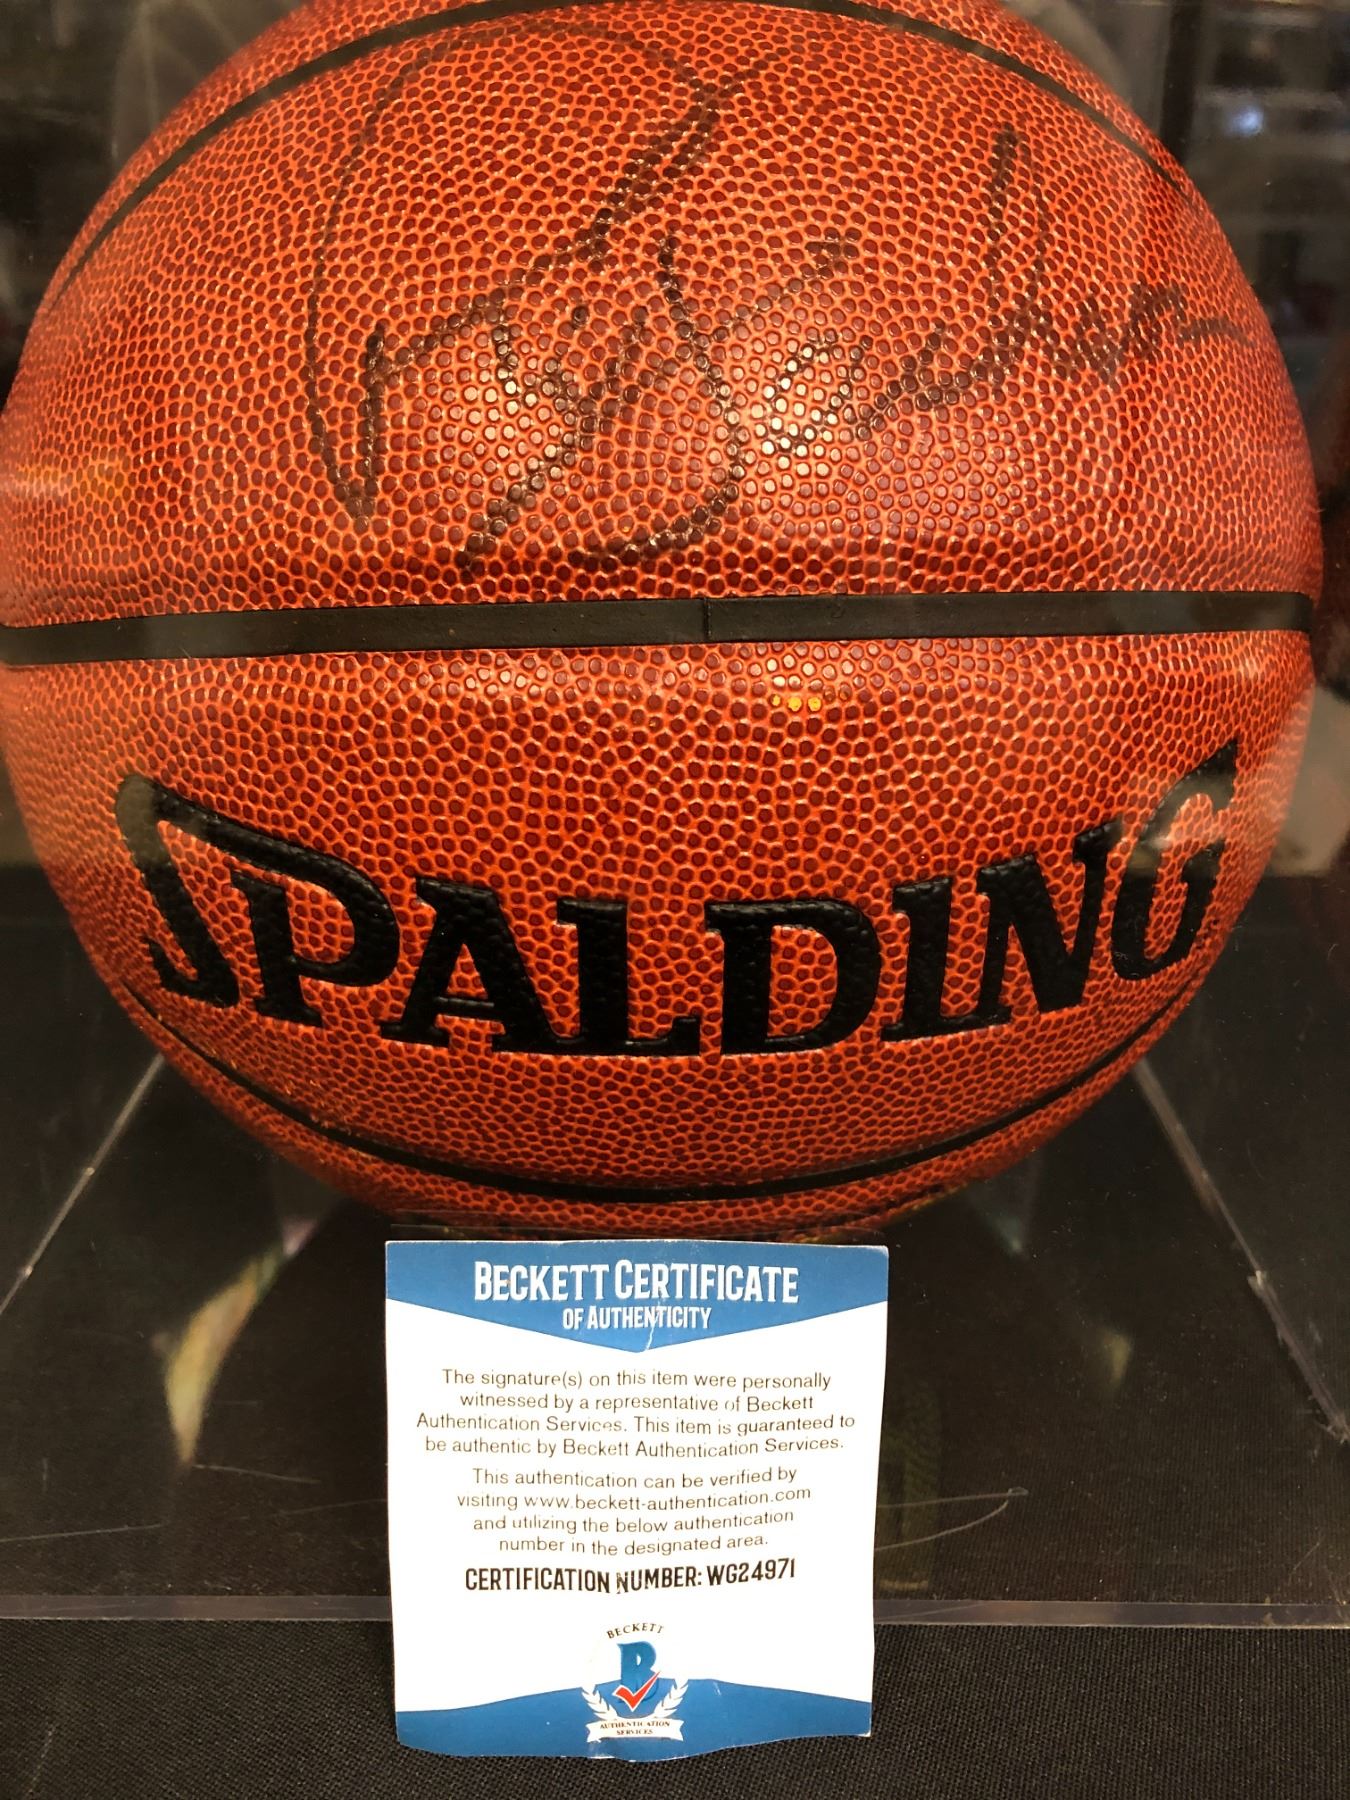 SPALDING
BECKETT CERTIFICATE
OF AUTHENTICITY
The signature(s) on this item were personally
witnessed by a representative of Beckett
Authentication Services. This item is guaranteed to
be authentic by Beckett Authentication Services.
This authentication can be verified by
visiting www.beckett-authentication.com
and utilizing the below authentication
number in the designated area.
CERTIFICATION NUMBER: WG24971
BECKETT
B
AUTHENTICATION
SERVICES